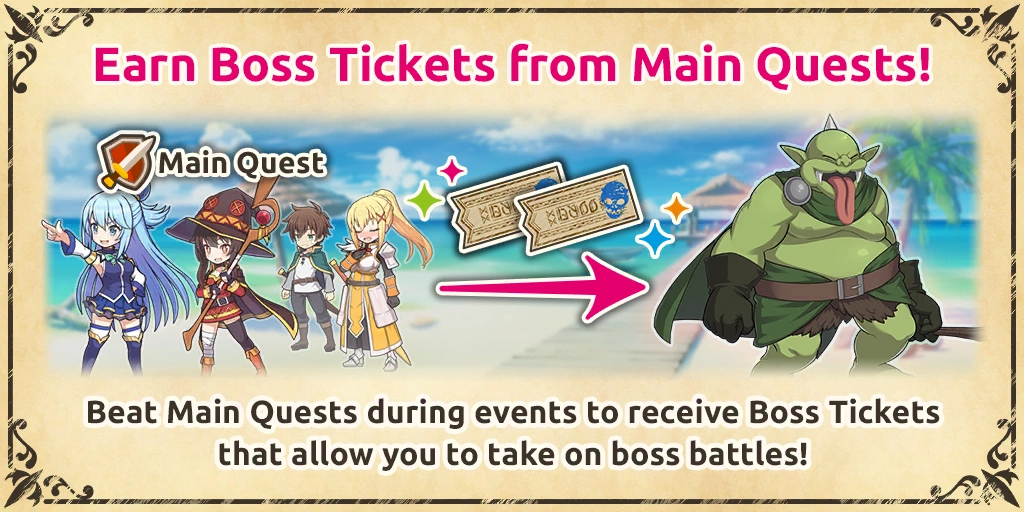 Earn Boss Tickets from Main Quests!
Main Quest
Beat Main Quests during events to receive Boss Tickets
that allow you to take on boss battles!